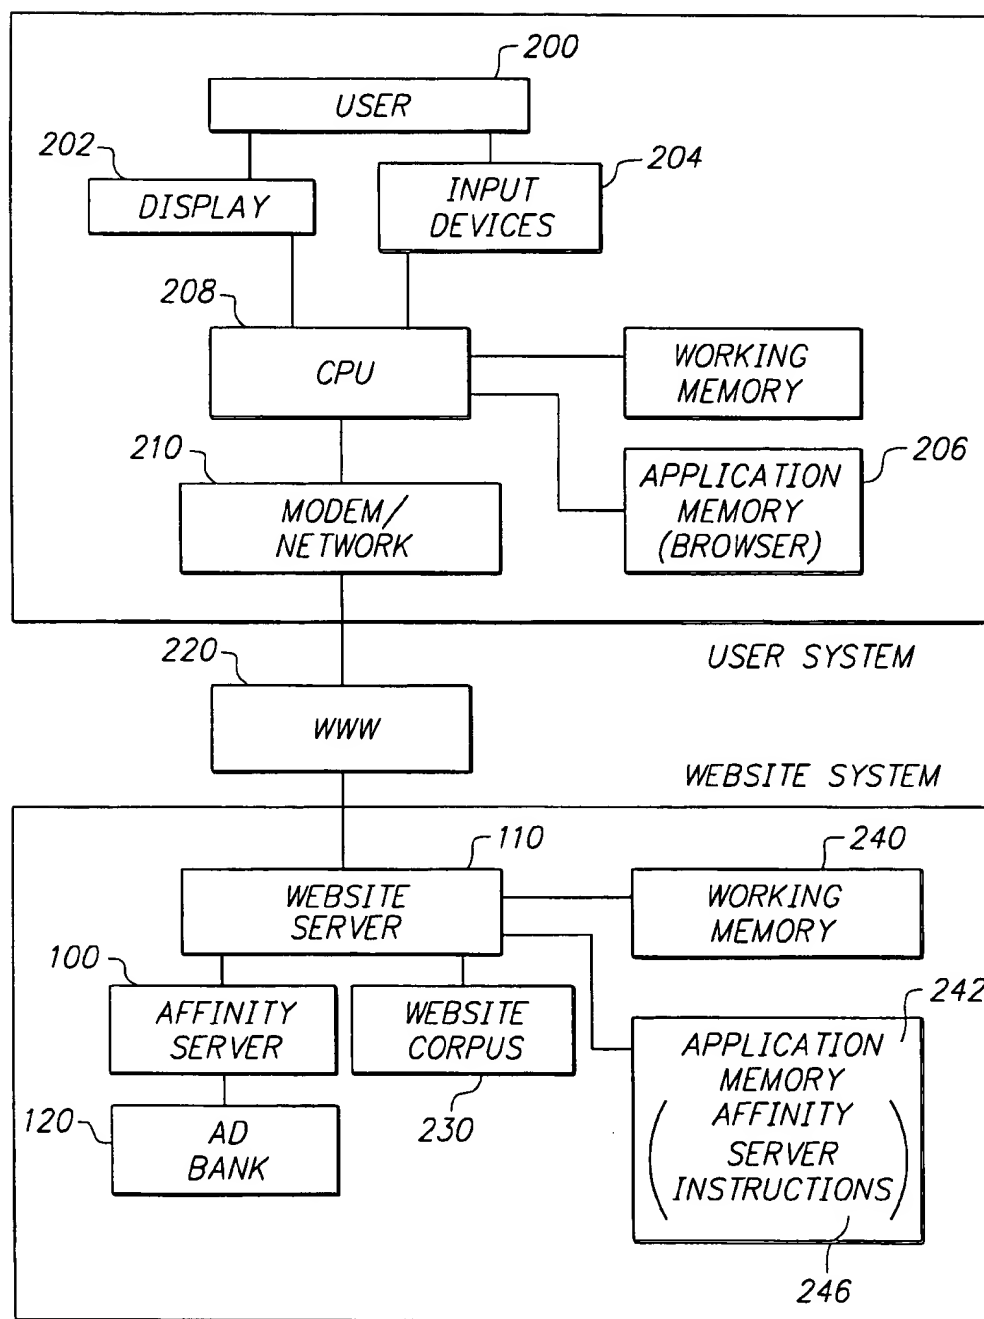 200
USER
202
204
DISPLAY
INPUT
DEVICES
208
CPU
WORKING
MEMORY
210
206
MODEM/
NETWORK
APPLICATION
MEMORY
(BROWSER)
220
USER SYSTEM
WWW
WEBSITE SYSTEM
110
240
WEBSITE
SERVER
WORKING
MEMORY
100
242
AFFINITY
SERVER
WEBSITE
CORPUS
APPLICATION
MEMORY
(AFFINITY
SERVER
INSTRUCTIONS)
120
230
AD
BANK
246